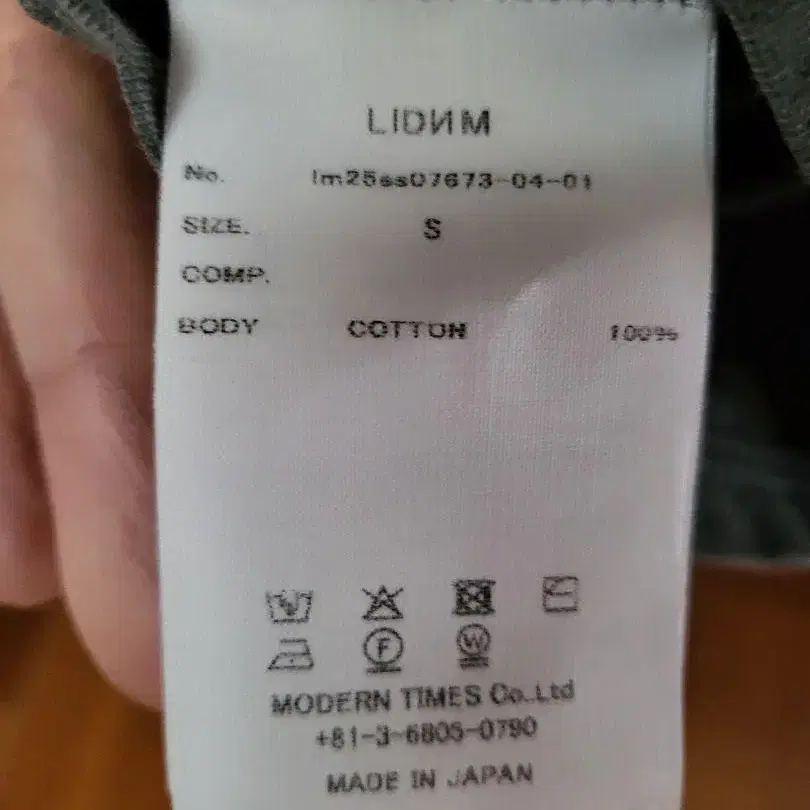 LIDИM
No. lm25ss07673-04-01
SIZE. S
COMP.
BODY COTTON 100%
F W
MODERN TIMES Co.Ltd
+81-3-6805-0790
MADE IN JAPAN